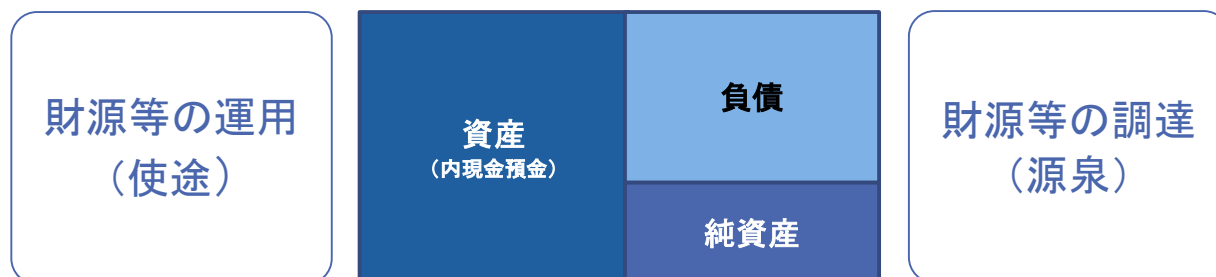 財源等の運用
（使途）
資産
（内現金預金）
負債
純資産
財源等の調達
（源泉）